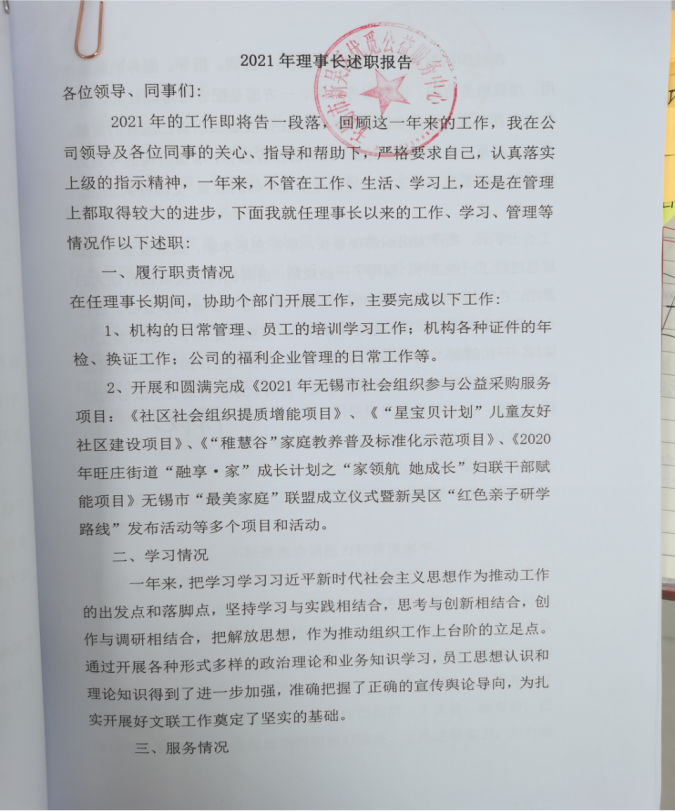 2021年理事长述职报告
各位领导、同事们：
2021年的工作即将告一段落，回顾这一年来的工作，我在公
司领导及各位同事的关心、指导和帮助下，严格要求自己，认真落实
上级的指示精神，一年来，不管在工作、生活、学习上，还是在管理
上都取得较大的进步，下面我就任理事长以来的工作、学习、管理等
情况作以下述职：
一、履行职责情况
在任理事长期间，协助个部门开展工作，主要完成以下工作：
1、机构的日常管理、员工的培训学习工作；机构各种证件的年
检、换证工作；公司的福利企业管理的日常工作等。
2、开展和圆满完成《2021年无锡市社会组织参与公益采购服务
项目：《社区社会组织提质增能项目》、《“星宝贝计划”儿童友好
社区建设项目》、《“稚慧谷”家庭教养普及标准化示范项目》、《2020
年旺庄街道“融享·家”成长计划之“家领航 她成长”妇联干部赋
能项目》无锡市“最美家庭”联盟成立仪式暨新吴区“红色亲子研学
路线”发布活动等多个项目和活动。
二、学习情况
一年来，把学习学习习近平新时代社会主义思想作为推动工作
的出发点和落脚点，坚持学习与实践相结合，思考与创新相结合，创
作与调研相结合，把解放思想，作为推动组织工作上台阶的立足点。
通过开展各种形式多样的政治理论和业务知识学习，员工思想认识和
理论知识得到了进一步加强，准确把握了正确的宣传舆论导向，为扎
实开展好文联工作奠定了坚实的基础。
三、服务情况